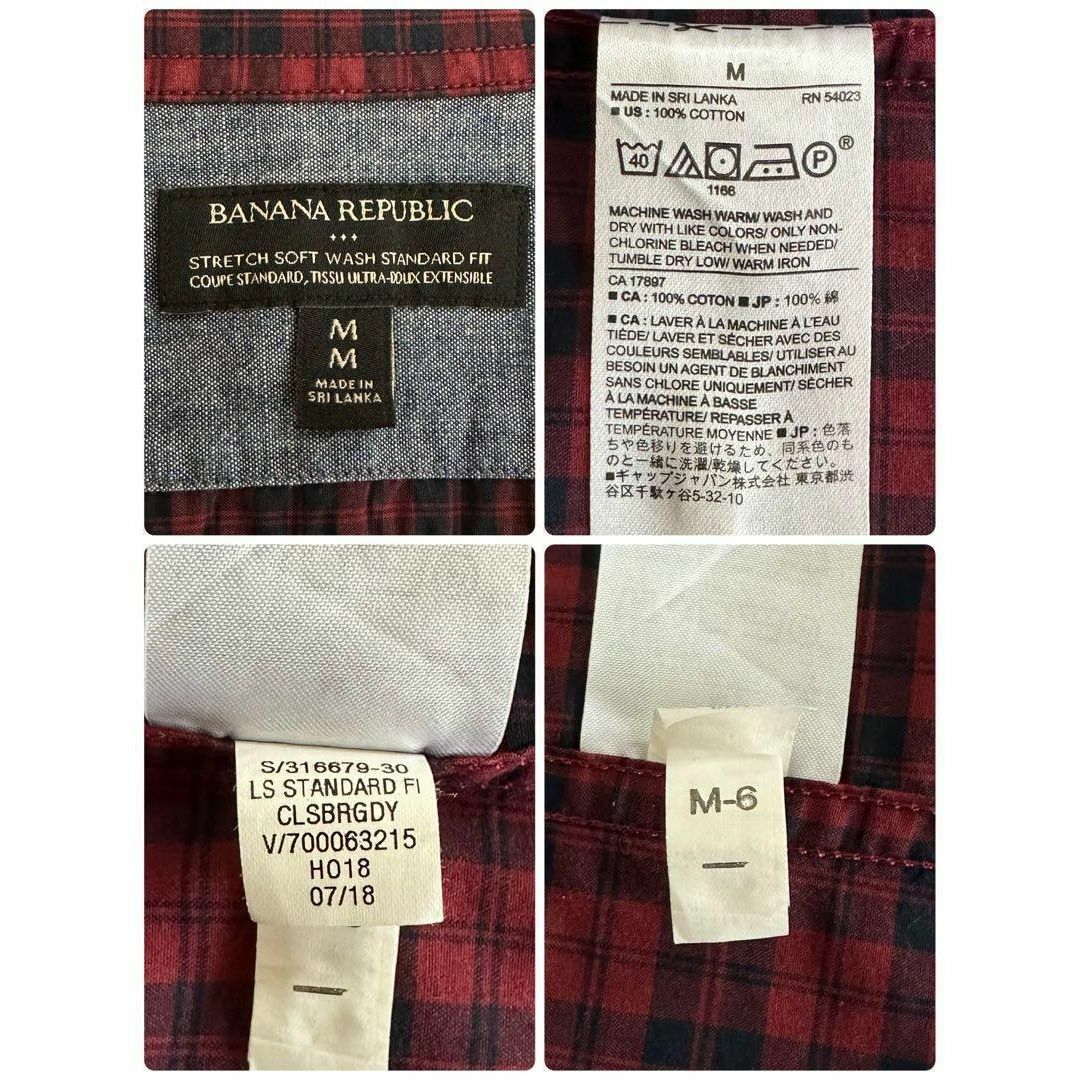 BANANA REPUBLIC
STRETCH SOFT WASH STANDARD FIT
COUPE STANDARD, TISSU ULTRA-DOUX EXTENSIBLE
M
M
MADE IN
SRI LANKA
M
MADE IN SRI LANKA RN 54023
■ US : 100% COTTON
40 P ®
1166
MACHINE WASH WARM/ WASH AND
DRY WITH LIKE COLORS/ ONLY NON-
CHLORINE BLEACH WHEN NEEDED/
TUMBLE DRY LOW/ WARM IRON
CA 17897
■ CA : 100% COTON ■ JP : 100% 綿
■ CA : LAVER À LA MACHINE À L'EAU
TIÈDE/ LAVER ET SÉCHER AVEC DES
COULEURS SEMBLABLES/ UTILISER AU
BESOIN UN AGENT DE BLANCHIMENT
SANS CHLORE UNIQUEMENT/ SÉCHER
À LA MACHINE À BASSE
TEMPÉRATURE/ REPASSER À
TEMPÉRATURE MOYENNE ■ JP : 色落
ちや色移りを避けるため、同系色のも
のと一緒に洗濯/乾燥してください。
■ギャップジャパン株式会社 東京都渋
谷区千駄ヶ谷5-32-10
S/316679-30
LS STANDARD FI
CLSBRGDY
V/700063215
HO18
07/18
M-6